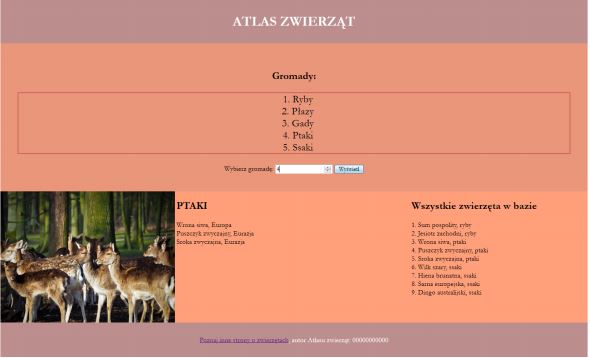 ATLAS ZWIERZĄT
Gromady:
1. Ryby
2. Płazy
3. Gady
4. Ptaki
5. Ssaki
Wybierz gromadę: 4 Wyświetl
PTAKI
Wrona siwa, Europa
Puszczyk zwyczajny, Eurazja
Sroka zwyczajna, Eurazja
Wszystkie zwierzęta w bazie
1. Sum pospolity, ryby
2. Jesiotr zachodni, ryby
3. Wrona siwa, ptaki
4. Puszczyk zwyczajny, ptaki
5. Sroka zwyczajna, ptaki
6. Wilk szary, ssaki
7. Hiena brunatna, ssaki
8. Sarna europejska, ssaki
9. Dingo australijski, ssaki
Poznaj inne strony o zwierzętach, autor Atlasu zwierząt: 00000000000